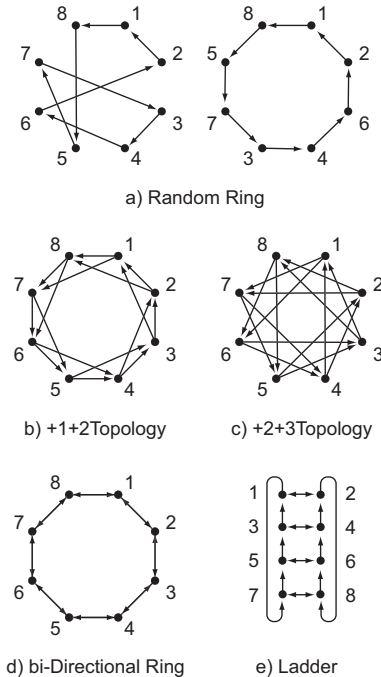 8 1 8 1
7 2 5 2
6 3 7 6
5 4 3 4
a) Random Ring
8 1 8 1
7 2 7 2
6 3 6 3
5 4 5 4
b) +1+2Topology c) +2+3Topology
8 1
1 2
7 2
3 4
6 3
5 6
5 4
7 8
d) bi-Directional Ring e) Ladder